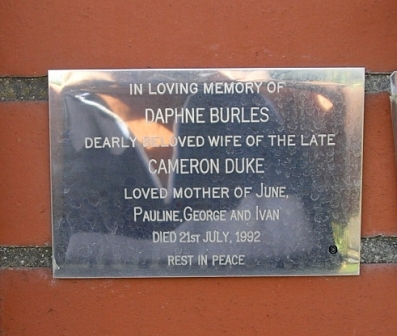 IN LOVING MEMORY OF
DAPHNE BURLES
DEARLY BELOVED WIFE OF THE LATE
CAMERON DUKE
LOVED MOTHER OF JUNE,
PAULINE, GEORGE AND IVAN
DIED 21ST JULY, 1992
REST IN PEACE